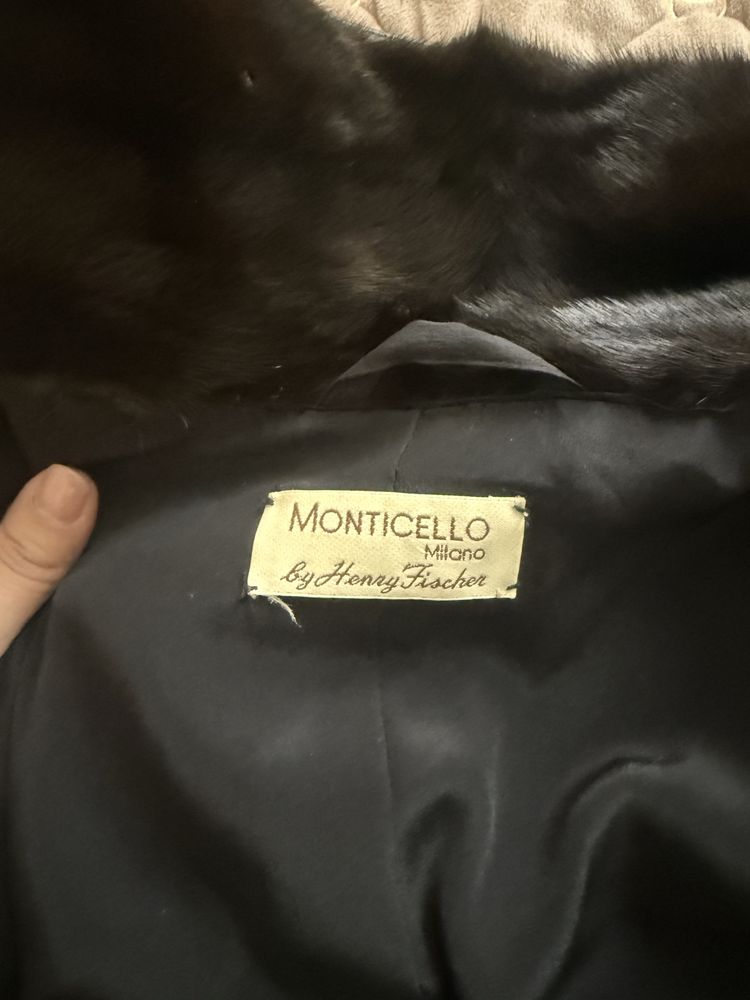 MONTICELLO
Milano
by Henry Fischer